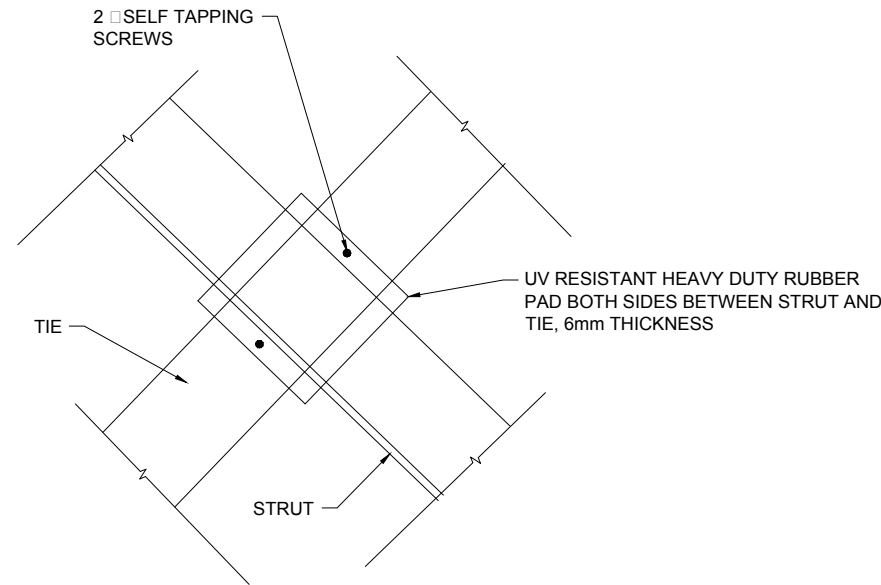 2 □SELF TAPPING
SCREWS
UV RESISTANT HEAVY DUTY RUBBER
PAD BOTH SIDES BETWEEN STRUT AND
TIE, 6mm THICKNESS
TIE
STRUT